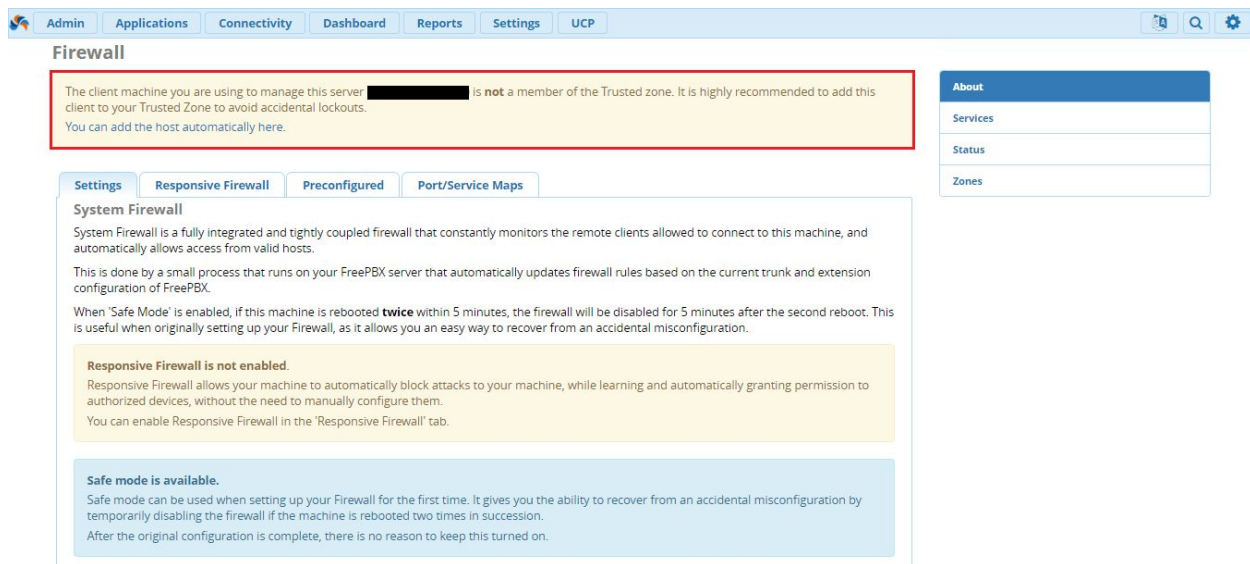 Admin Applications Connectivity Dashboard Reports Settings UCP
Firewall
The client machine you are using to manage this server is not a member of the Trusted zone. It is highly recommended to add this
client to your Trusted Zone to avoid accidental lockouts.
You can add the host automatically here.
About
Services
Status
Zones
Settings Responsive Firewall Preconfigured Port/Service Maps
System Firewall
System Firewall is a fully integrated and tightly coupled firewall that constantly monitors the remote clients allowed to connect to this machine, and
automatically allows access from valid hosts.
This is done by a small process that runs on your FreePBX server that automatically updates firewall rules based on the current trunk and extension
configuration of FreePBX.
When 'Safe Mode' is enabled, if this machine is rebooted twice within 5 minutes, the firewall will be disabled for 5 minutes after the second reboot. This
is useful when originally setting up your Firewall, as it allows you an easy way to recover from an accidental misconfiguration.
Responsive Firewall is not enabled.
Responsive Firewall allows your machine to automatically block attacks to your machine, while learning and automatically granting permission to
authorized devices, without the need to manually configure them.
You can enable Responsive Firewall in the 'Responsive Firewall' tab.
Safe mode is available.
Safe mode can be used when setting up your Firewall for the first time. It gives you the ability to recover from an accidental misconfiguration by
temporarily disabling the firewall if the machine is rebooted two times in succession.
After the original configuration is complete, there is no reason to keep this turned on.